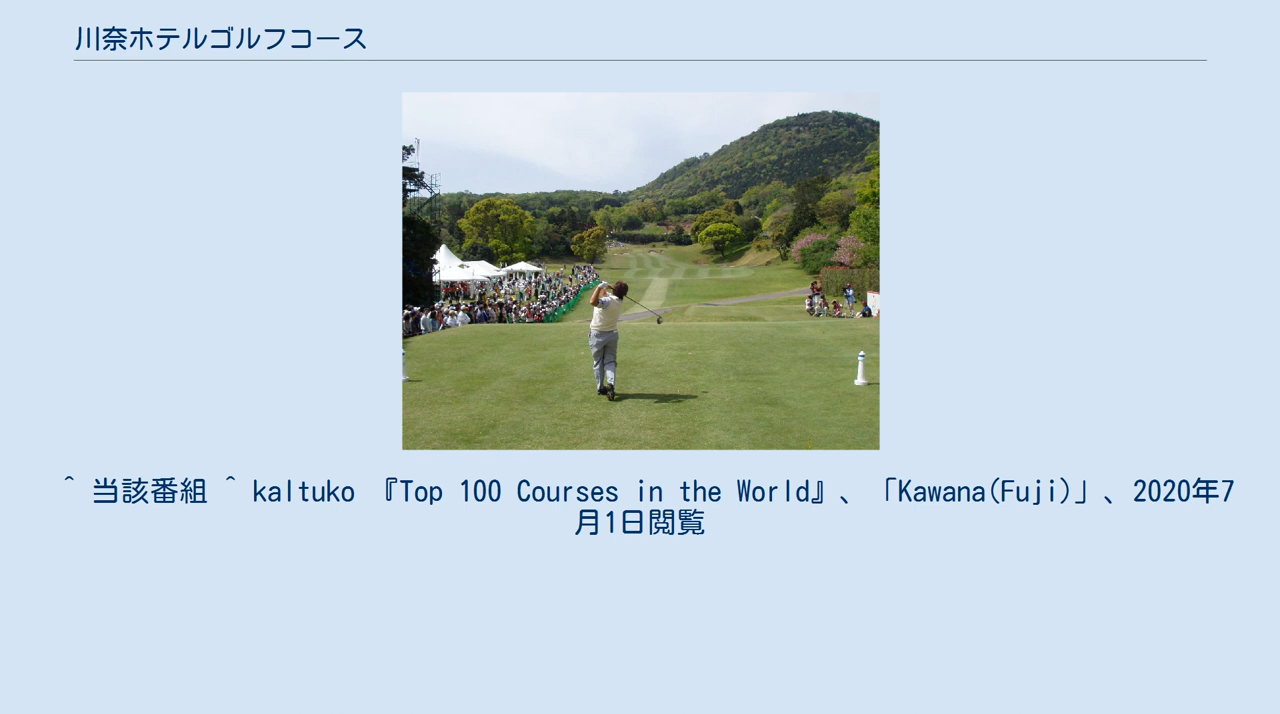 川奈ホテルゴルフコース
^ 当該番組 ^ kaltuko 『Top 100 Courses in the World』、「Kawana(Fuji)」、2020年7
月1日閲覧